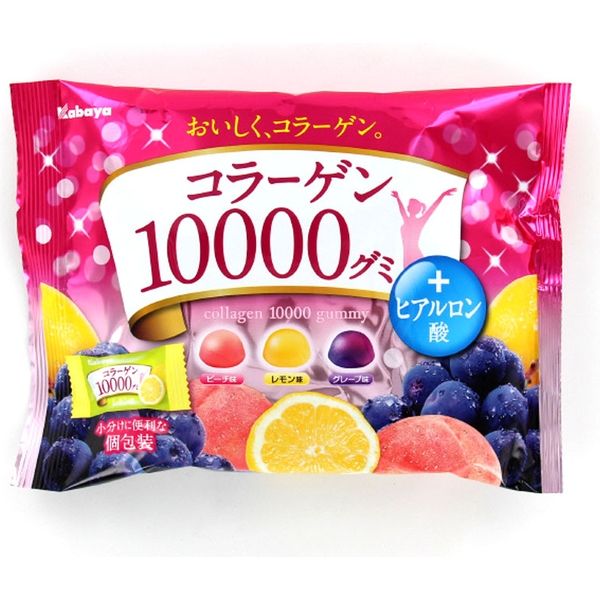 Kabaya
おいしく、コラーゲン。
コラーゲン
10000グミ
+
ヒアルロン
酸
collagen 10000 gummy
ピーチ味
レモン味
グレープ味
Kabaya
コラーゲン
10000グミ
小分けに便利な
個包装